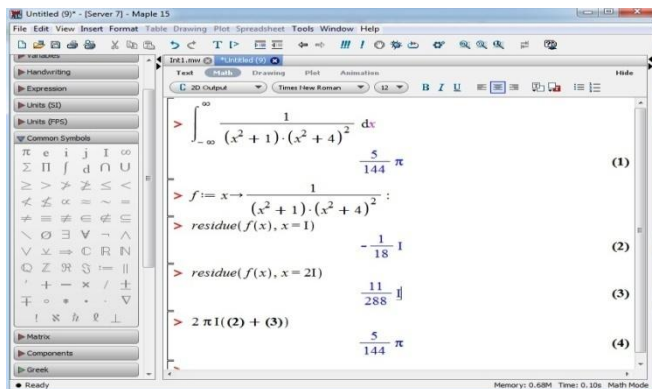 Untitled (9)* - [Server 7] - Maple 15
File Edit View Insert Format Table Drawing Plot Spreadsheet Tools Window Help
Int1.mw *Untitled (9)
Text Math Drawing Plot Animation Hide
C 2D Output Times New Roman 12 B I U
Variables
Handwriting
Expression
Units (SI)
Units (FPS)
Common Symbols
π e i j I ∞
Σ Π ∫ d ∩ ∪
≥ > ≯ ≱ ≤ <
≮ ≰ ∝ ≈ ~ =
≠ ≡ ≢ ∈ ∉ ⊆
\ Ø ∃ ∀ ¬ ∧
∨ ⊻ ⇒ ℂ ℝ ℕ
ℚ ℤ ℜ ℑ := ||
′ + − × / ±
∓ ∘ * · . ∇
! ℵ ℏ ℓ ⊥
Matrix
Components
Greek
> ∫_{-∞}^{∞} 1/((x^2 + 1)·(x^2 + 4)^2) dx
5/144 π (1)
> f := x → 1/((x^2 + 1)·(x^2 + 4)^2) :
> residue(f(x), x = I)
-1/18 I (2)
> residue(f(x), x = 2I)
11/288 I (3)
> 2 π I((2) + (3))
5/144 π (4)
>
Ready Memory: 0.68M Time: 0.10s Math Mode